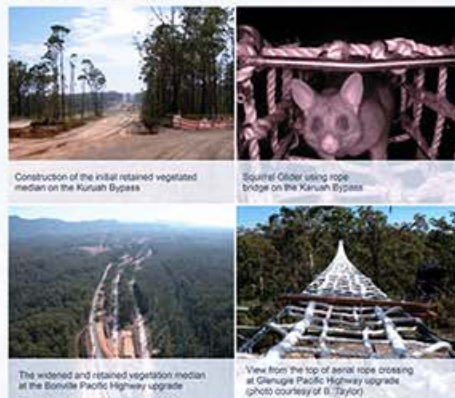 Construction of the initial retained vegetated
median on the Kuruah Bypass
Squirrel Glider using rope
bridge on the Karuah Bypass
The widened and retained vegetation median
at the Bonville Pacific Highway upgrade
View from the top of aerial rope crossing
at Glenugie Pacific Highway upgrade
(photo courtesy of B. Taylor)